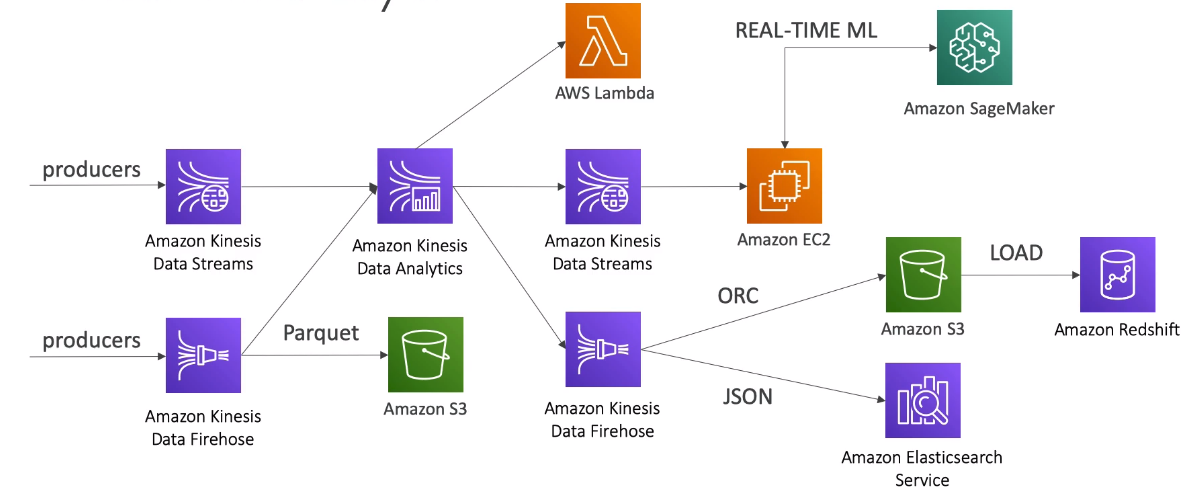 REAL-TIME ML
AWS Lambda
Amazon SageMaker
producers
Amazon Kinesis
Data Streams
Amazon Kinesis
Data Analytics
Amazon Kinesis
Data Streams
Amazon EC2
LOAD
ORC
Amazon S3
Amazon Redshift
producers
Parquet
Amazon Kinesis
Data Firehose
Amazon S3
Amazon Kinesis
Data Firehose
JSON
Amazon Elasticsearch
Service